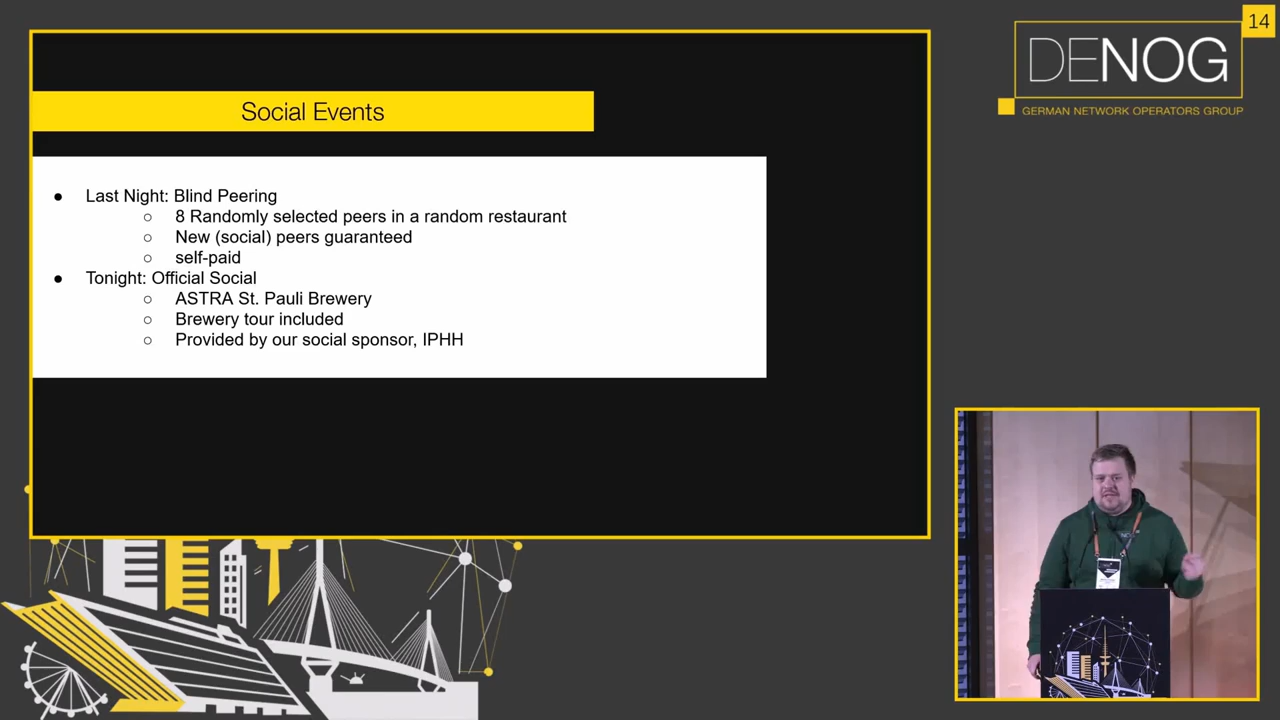 Social Events
● Last Night: Blind Peering
○ 8 Randomly selected peers in a random restaurant
○ New (social) peers guaranteed
○ self-paid
● Tonight: Official Social
○ ASTRA St. Pauli Brewery
○ Brewery tour included
○ Provided by our social sponsor, IPHH
14
DENOG
GERMAN NETWORK OPERATORS GROUP